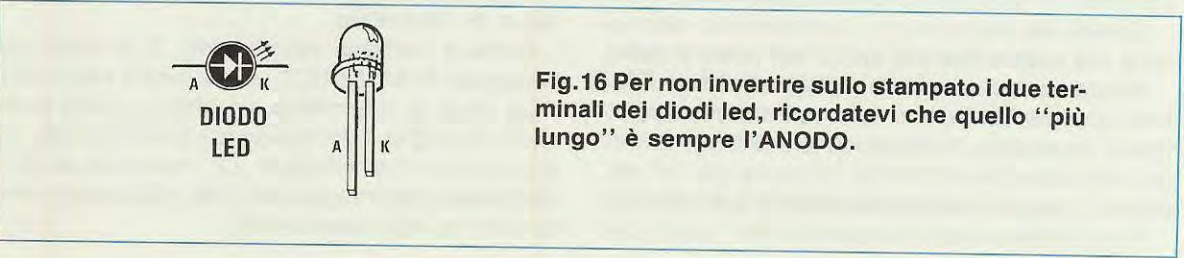 A K
DIODO
LED
A K
Fig.16 Per non invertire sullo stampato i due ter-
minali dei diodi led, ricordatevi che quello ‘‘più
lungo’’ è sempre l’ANODO.